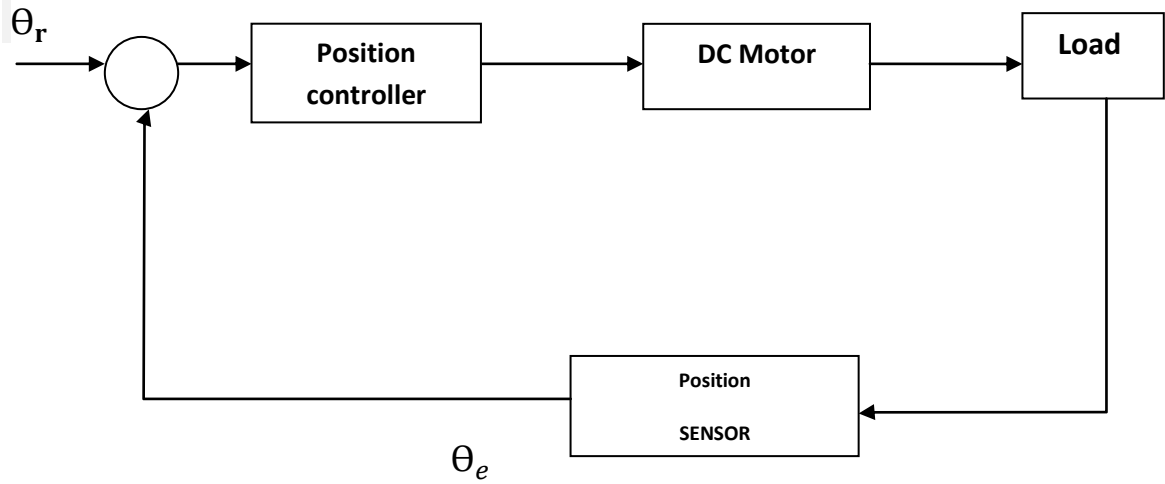 Θr
Position
controller
DC Motor
Load
Position
SENSOR
Θe